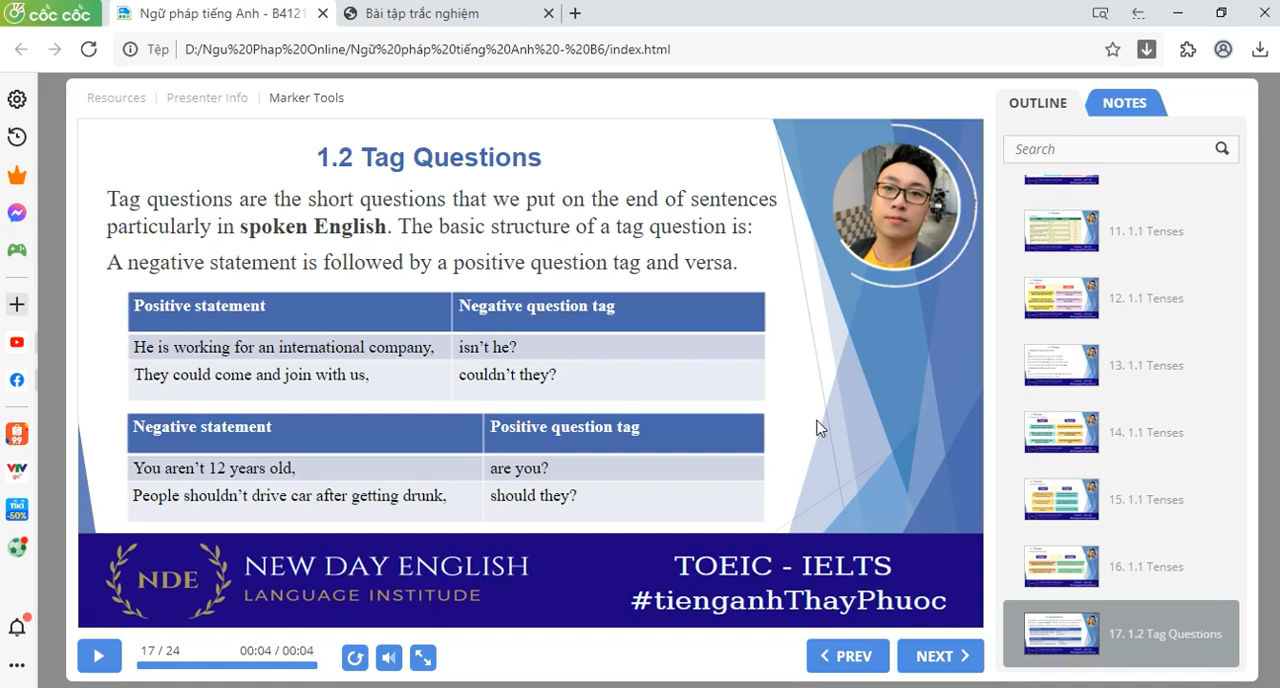 cốc cốc
Ngữ pháp tiếng Anh - B4121
Bài tập trắc nghiệm
Tệp
D:/Ngu%20Phap%20Online/Ngữ%20pháp%20tiếng%20Anh%20-%20B6/index.html
Resources | Presenter Info | Marker Tools
OUTLINE
NOTES
Search
1.2 Tag Questions
Tag questions are the short questions that we put on the end of sentences
particularly in spoken English. The basic structure of a tag question is:
A negative statement is followed by a positive question tag and versa.
Positive statement Negative question tag
He is working for an international company, isn't he?
They could come and join with us, couldn't they?
Negative statement Positive question tag
You aren't 12 years old, are you?
People shouldn't drive car after getting drunk, should they?
NDE
NEW DAY ENGLISH
LANGUAGE INSTITUDE
TOEIC - IELTS
#tienganhThayPhuoc
11. 1.1 Tenses
12. 1.1 Tenses
13. 1.1 Tenses
14. 1.1 Tenses
15. 1.1 Tenses
16. 1.1 Tenses
17. 1.2 Tag Questions
17 / 24
00:04 / 00:04
PREV
NEXT
99
VTV
go
TIKI
-50%